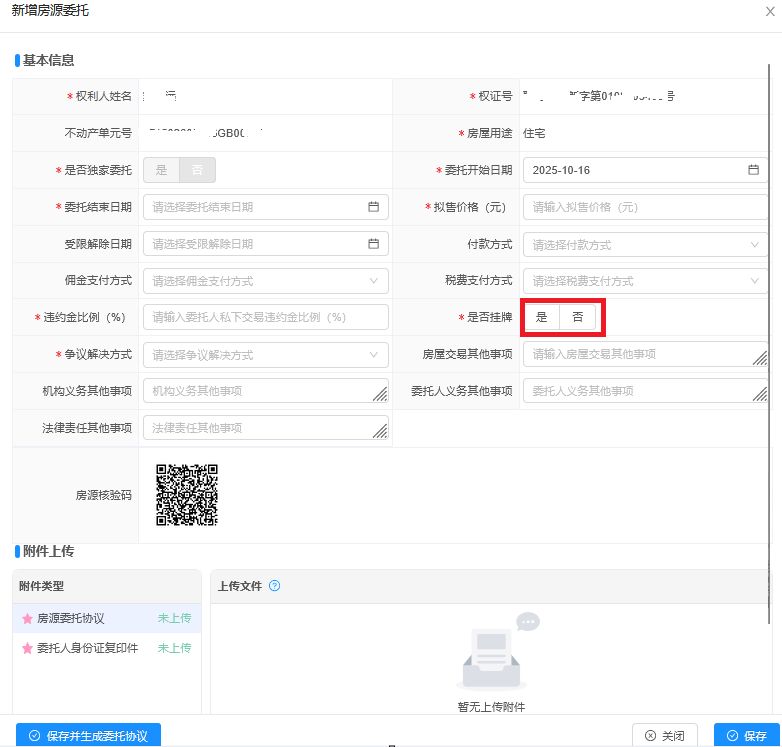 新增房源委托
基本信息
* 权利人姓名
* 权证号 字第 号
不动产单元号
* 房屋用途 住宅
* 是否独家委托 是 否
* 委托开始日期 2025-10-16
* 委托结束日期 请选择委托结束日期
* 拟售价格（元） 请输入拟售价格（元）
受限解除日期 请选择受限解除日期
付款方式 请选择付款方式
佣金支付方式 请选择佣金支付方式
税费支付方式 请选择税费支付方式
* 违约金比例（%） 请输入委托人私下交易违约金比例（%）
* 是否挂牌 是 否
* 争议解决方式 请选择争议解决方式
房屋交易其他事项 请输入房屋交易其他事项
机构义务其他事项 机构义务其他事项
委托人义务其他事项 委托人义务其他事项
法律责任其他事项 法律责任其他事项
房源核验码
附件上传
附件类型
上传文件
房源委托协议 未上传
委托人身份证复印件 未上传
暂无上传附件
保存并生成委托协议
关闭
保存